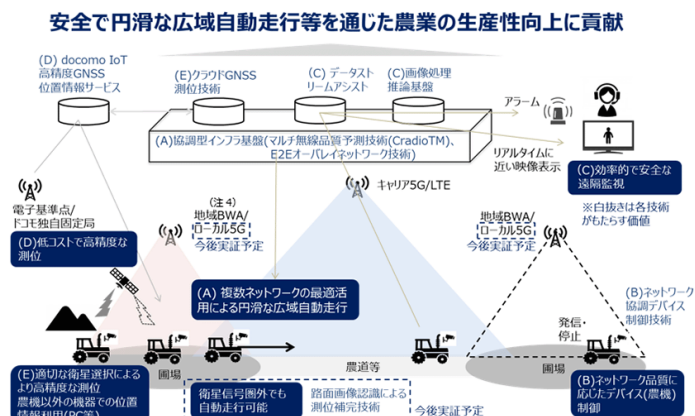 安全で円滑な広域自動走行等を通じた農業の生産性向上に貢献
(D) docomo IoT
高精度GNSS
位置情報サービス
(E)クラウドGNSS
測位技術
(C) データスト
リームアシスト
(C)画像処理
推論基盤
アラーム
(A)協調型インフラ基盤(マルチ無線品質予測技術(CradioTM)、
E2Eオーバレイネットワーク技術)
リアルタイムに
近い映像表示
(C)効率的で安全な
遠隔監視
※白抜きは各技術
がもたらす価値
電子基準点/
ドコモ独自固定局
(D)低コストで高精度な
測位
(注4)
地域BWA/
ローカル5G
今後実証予定
キャリア5G/LTE
地域BWA/
ローカル5G
今後実証予定
(A) 複数ネットワークの最適活
用による円滑な広域自動走行
(B)ネットワーク
協調デバイス
制御技術
発信・
停止
圃場
農道等
圃場
(E)適切な衛星選択による
より高精度な測位
農機以外の機器での位置
情報利用(PC等)
衛星信号圏外でも
自動走行可能
路面画像認識による
測位補完技術
今後実証予定
(B)ネットワーク品質に
応じたデバイス(農機)
制御